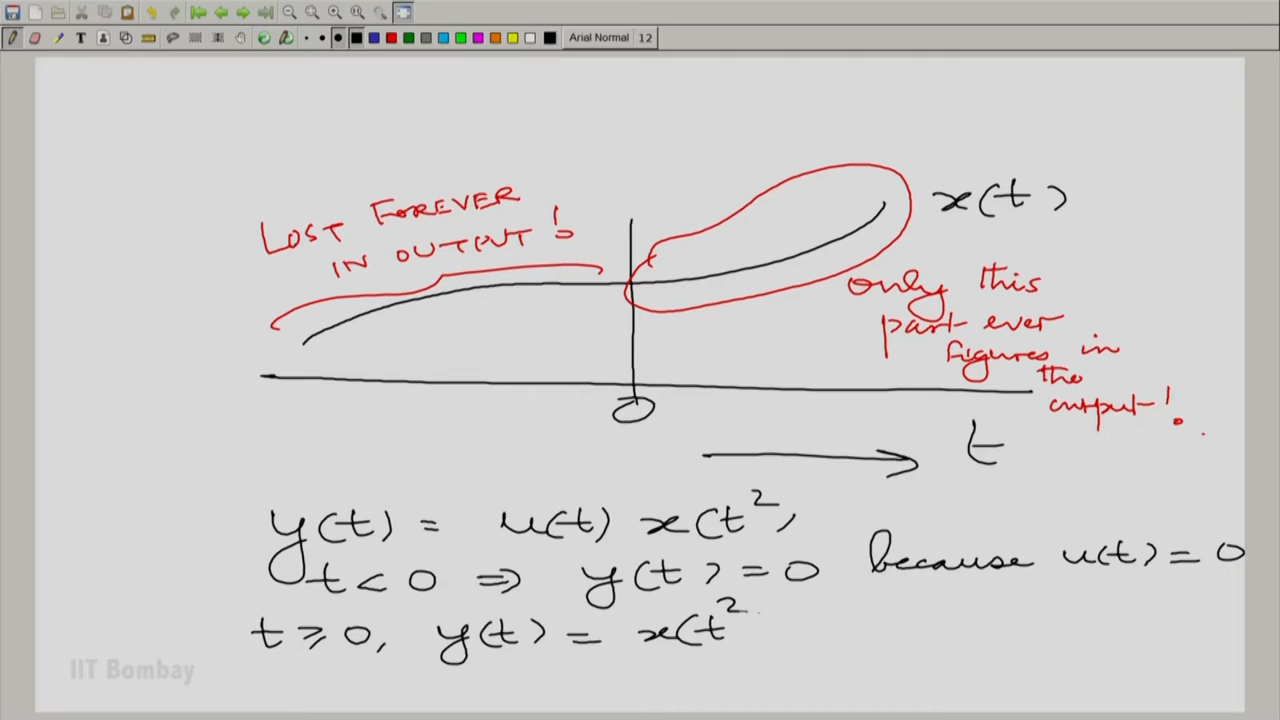 Arial Normal 12
LOST FOREVER
IN OUTPUT !
x(t)
only this
part ever
figures in
the
output !
0
t
y(t) = u(t) x(t²,
t < 0 ⇒ y(t) = 0 because u(t) = 0
t ≥ 0, y(t) = x(t²
IIT Bombay